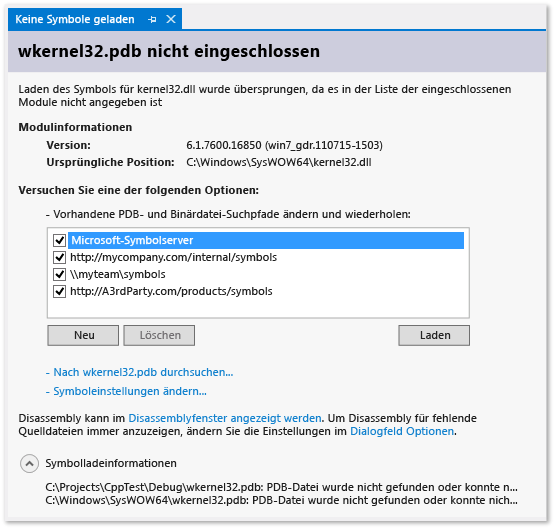 Keine Symbole geladen
wkernel32.pdb nicht eingeschlossen
Laden des Symbols für kernel32.dll wurde übersprungen, da es in der Liste der eingeschlossenen
Module nicht angegeben ist
Modulinformationen
Version: 6.1.7600.16850 (win7_gdr.110715-1503)
Ursprüngliche Position: C:\Windows\SysWOW64\kernel32.dll
Versuchen Sie eine der folgenden Optionen:
- Vorhandene PDB- und Binärdatei-Suchpfade ändern und wiederholen:
Microsoft-Symbolserver
http://mycompany.com/internal/symbols
\\myteam\symbols
http://A3rdParty.com/products/symbols
Neu Löschen Laden
- Nach wkernel32.pdb durchsuchen...
- Symboleinstellungen ändern...
Disassembly kann im Disassemblyfenster angezeigt werden. Um Disassembly für fehlende
Quelldateien immer anzuzeigen, ändern Sie die Einstellungen im Dialogfeld Optionen.
Symbolladeinformationen
C:\Projects\CppTest\Debug\wkernel32.pdb: PDB-Datei wurde nicht gefunden oder konnte n...
C:\Windows\SysWOW64\wkernel32.pdb: PDB-Datei wurde nicht gefunden oder konnte nich...